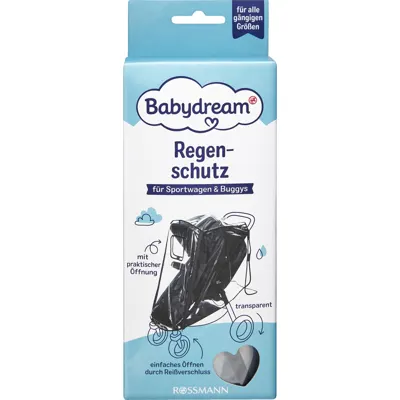 für alle
gängigen
Größen
Babydream
Regen-
schutz
für Sportwagen & Buggys
mit
praktischer
Öffnung
transparent
einfaches Öffnen
durch Reißverschluss
ROSSMANN